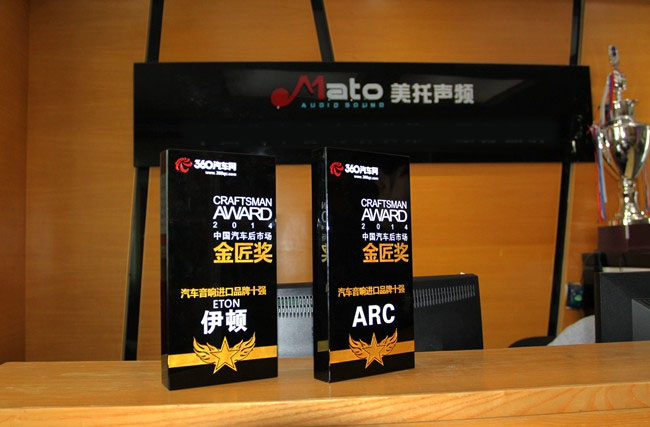 Mato 美托声频
AUDIO SOUND
360汽车网
CRAFTSMAN
AWARD
2014
中国汽车后市场
金匠奖
汽车音响进口品牌十强
ETON
伊顿
360汽车网
CRAFTSMAN
AWARD
2014
中国汽车后市场
金匠奖
汽车音响进口品牌十强
ARC